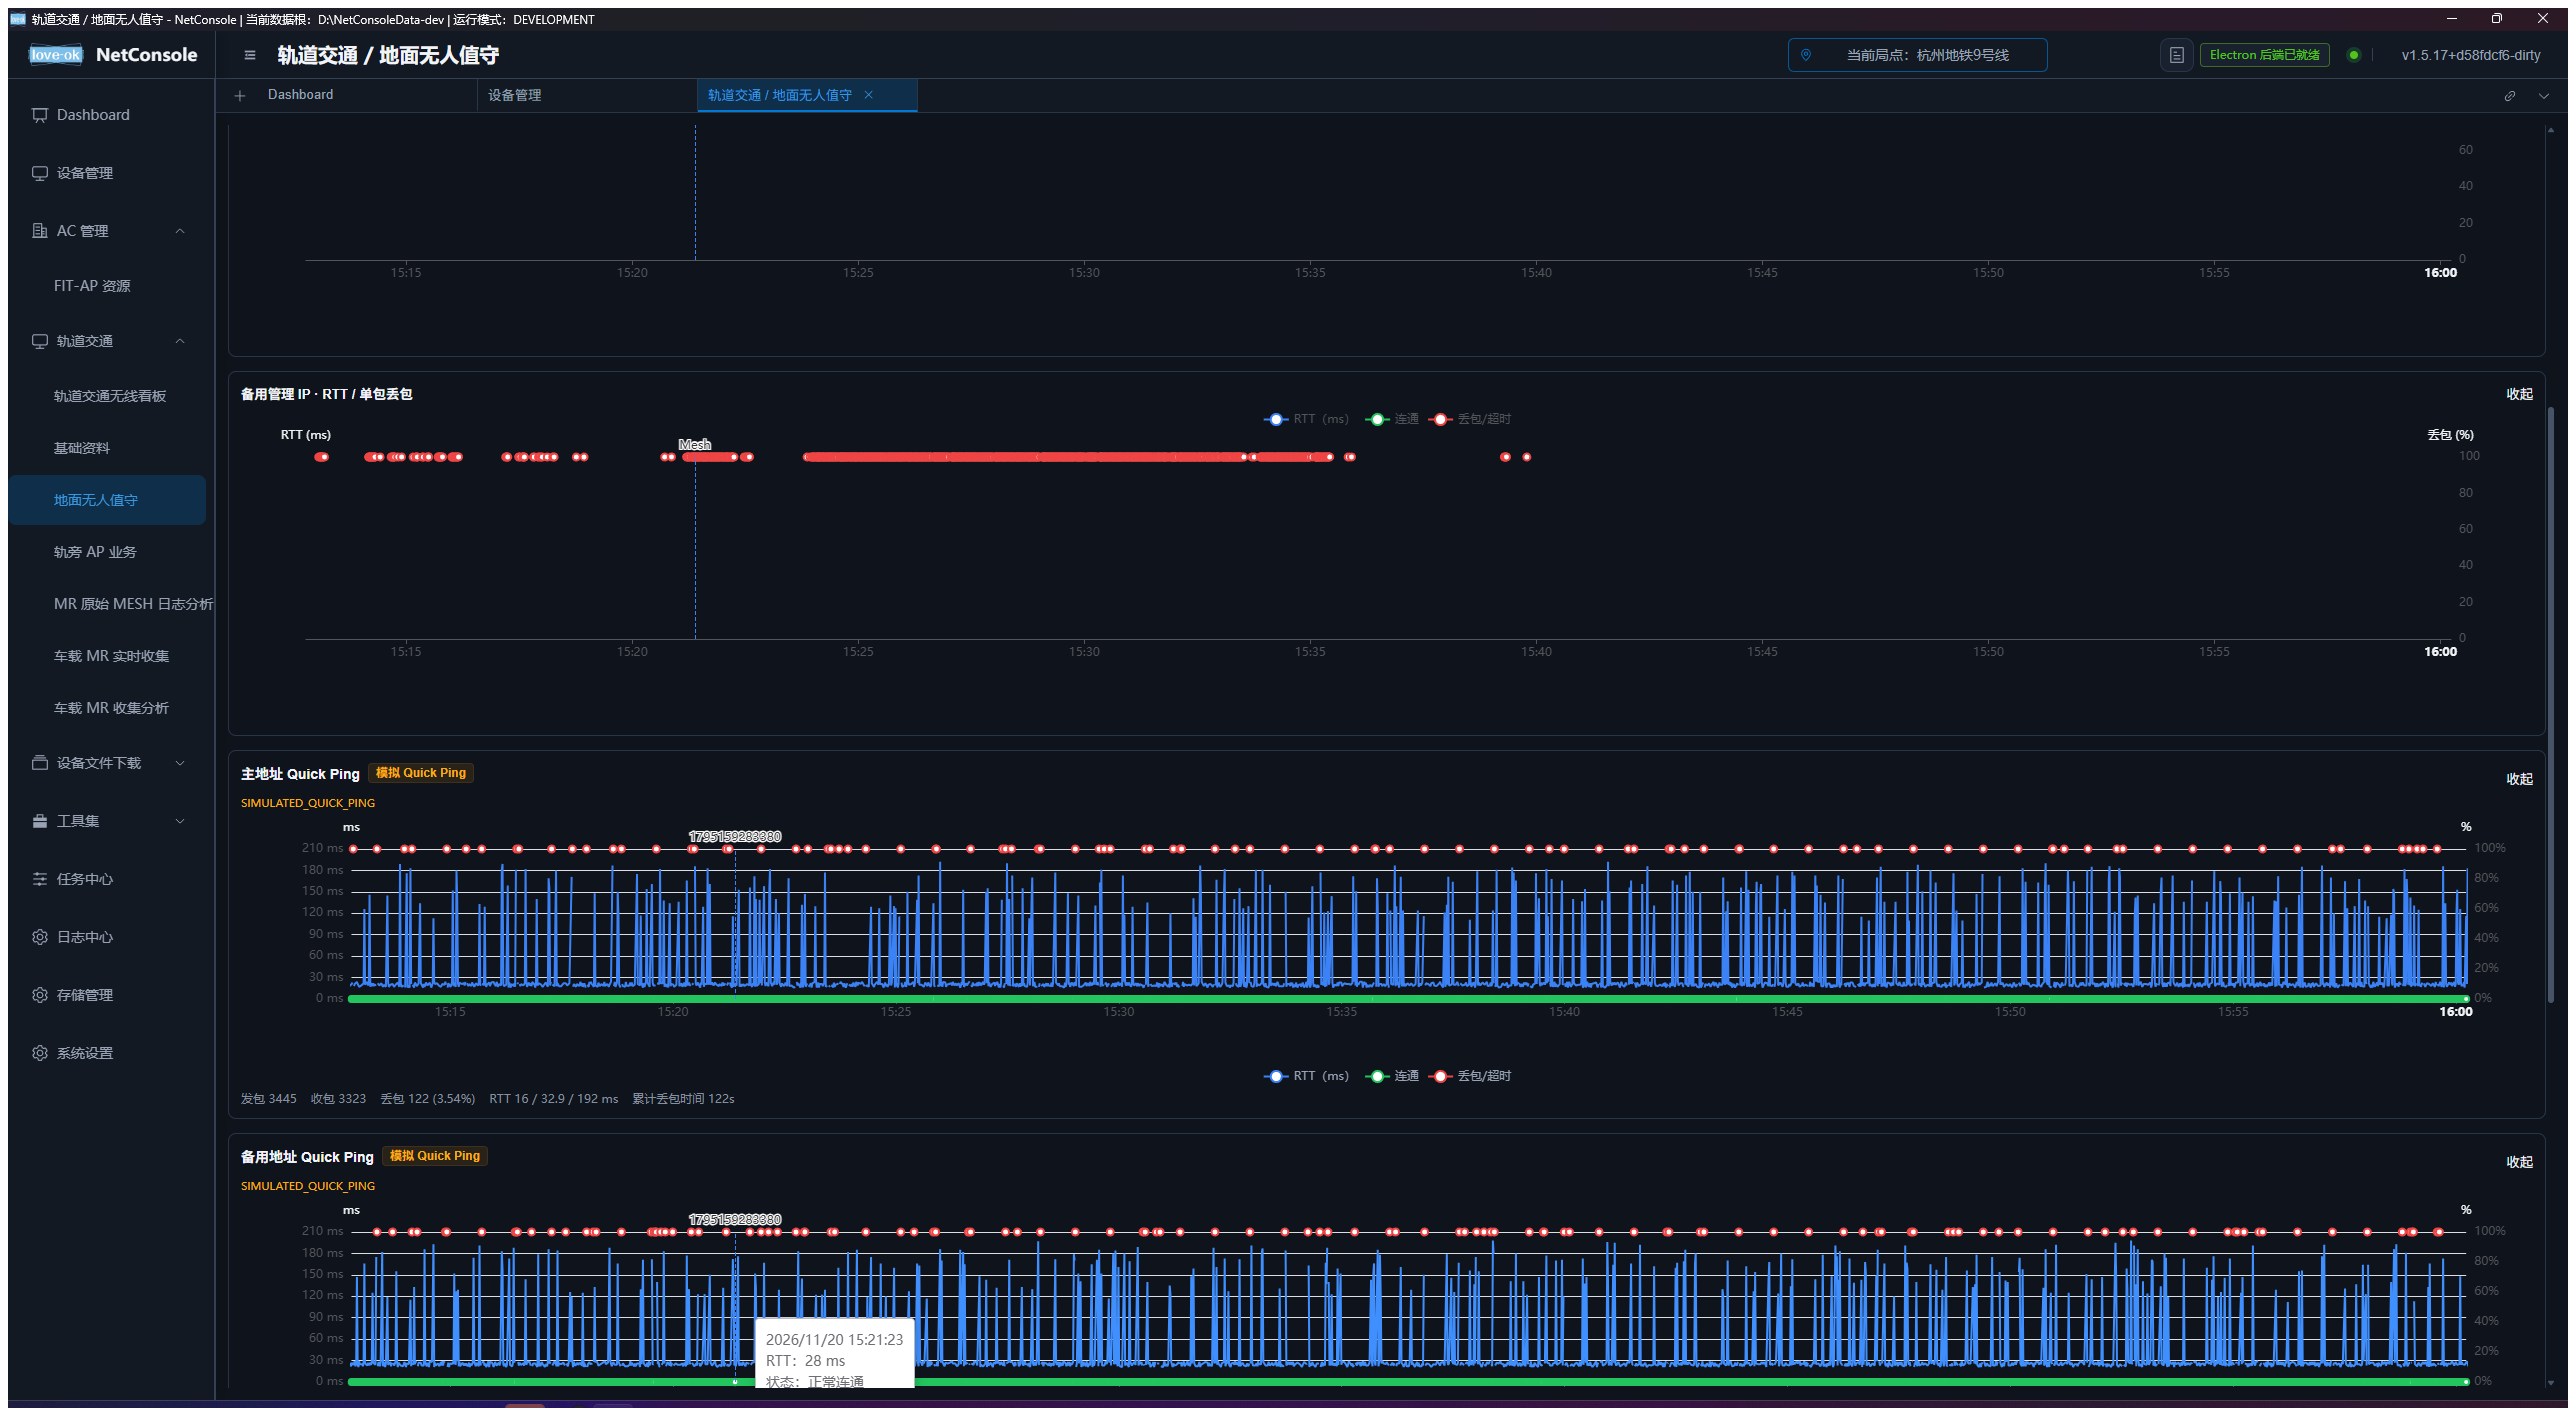 轨道交通 / 地面无人值守 - NetConsole | 当前数据根: D:\NetConsoleData-dev | 运行模式: DEVELOPMENT
love-ok NetConsole
轨道交通 / 地面无人值守
当前局点: 杭州地铁9号线
Electron 后端已就绪
v1.5.17+d58fdcf6-dirty
Dashboard
设备管理
轨道交通 / 地面无人值守
Dashboard
设备管理
AC 管理
FIT-AP 资源
轨道交通
轨道交通无线看板
基础资料
地面无人值守
轨旁 AP 业务
MR 原始 MESH 日志分析
车载 MR 实时收集
车载 MR 收集分析
设备文件下载
工具集
任务中心
日志中心
存储管理
系统设置
60
40
20
0
15:15 15:20 15:25 15:30 15:35 15:40 15:45 15:50 15:55 16:00
备用管理 IP · RTT / 单包丢包
收起
RTT (ms) 连通 丢包/超时
RTT (ms)
丢包 (%)
Mesh
100
80
60
40
20
0
15:15 15:20 15:25 15:30 15:35 15:40 15:45 15:50 15:55 16:00
主地址 Quick Ping 模拟 Quick Ping
收起
SIMULATED_QUICK_PING
ms
%
1795159283380
210 ms
180 ms
150 ms
120 ms
90 ms
60 ms
30 ms
0 ms
100%
80%
60%
40%
20%
0%
15:15 15:20 15:25 15:30 15:35 15:40 15:45 15:50 15:55 16:00
RTT (ms) 连通 丢包/超时
发包 3445 收包 3323 丢包 122 (3.54%) RTT 16 / 32.9 / 192 ms 累计丢包时间 122s
备用地址 Quick Ping 模拟 Quick Ping
收起
SIMULATED_QUICK_PING
ms
%
1795159283380
210 ms
180 ms
150 ms
120 ms
90 ms
60 ms
30 ms
0 ms
100%
80%
60%
40%
20%
0%
2026/11/20 15:21:23
RTT: 28 ms
状态: 正常连通